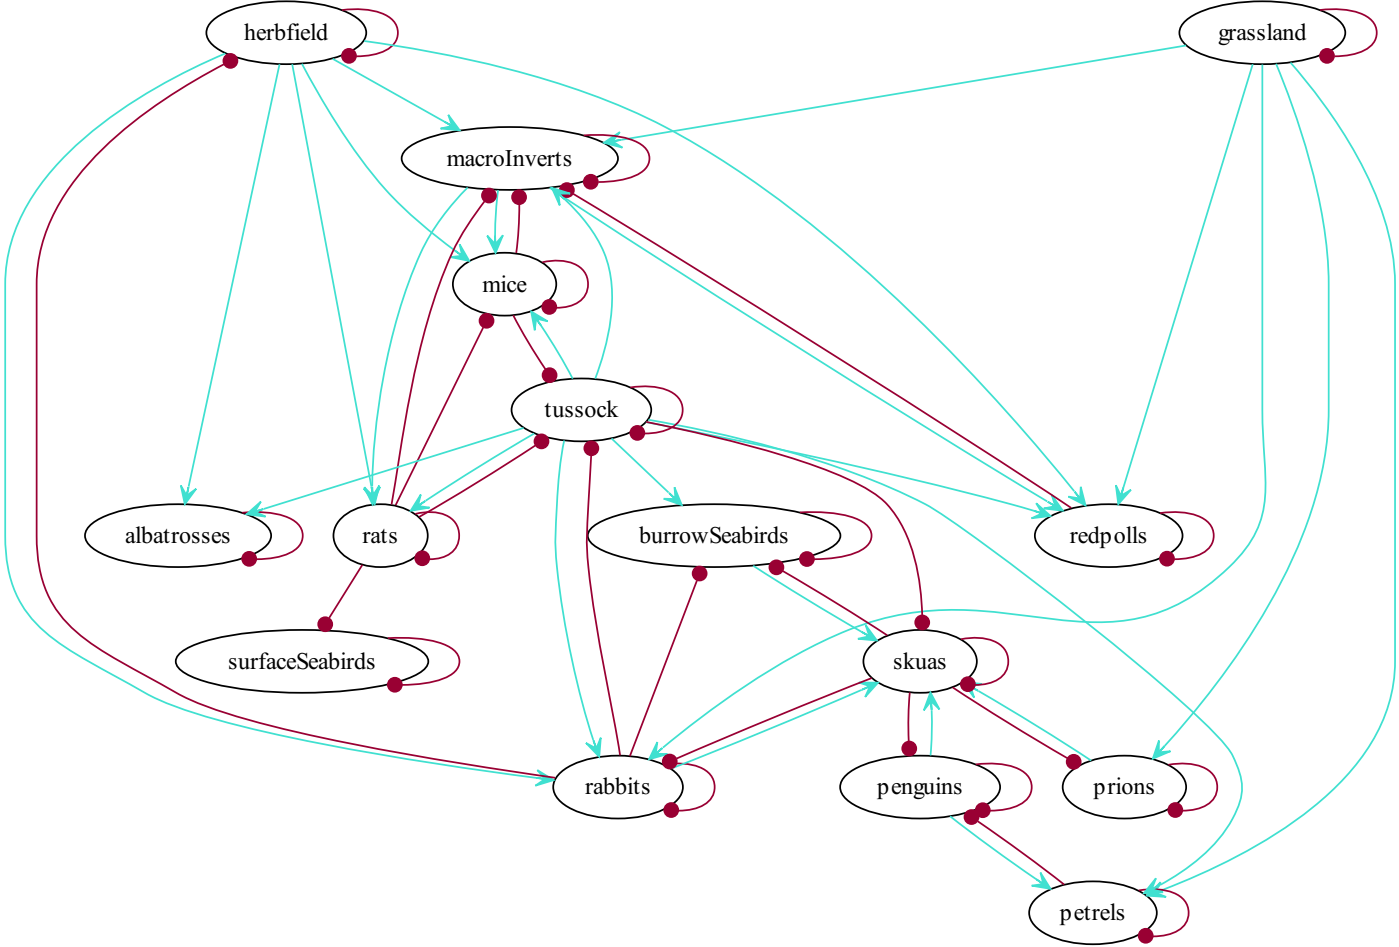 herbfield
grassland
macroInverts
mice
tussock
albatrosses
rats
burrowSeabirds
redpolls
surfaceSeabirds
skuas
rabbits
penguins
prions
petrels